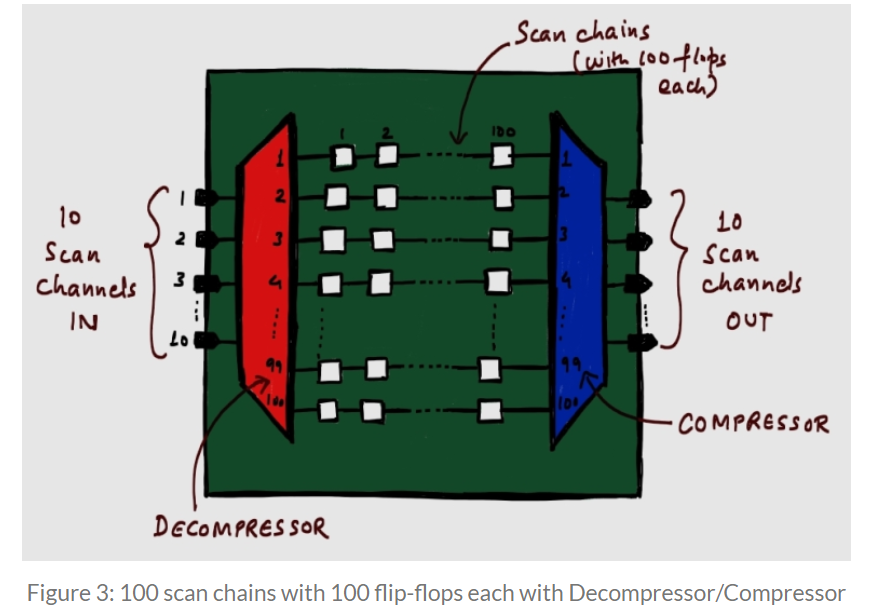 Scan chains
(with 100 flops
each)
1 2 100
1 1
2 2
3 3
4 4
99 99
100 100
1
2
3
10
10
Scan
Channels
IN
10
Scan
channels
OUT
COMPRESSOR
DECOMPRESSOR
Figure 3: 100 scan chains with 100 flip-flops each with Decompressor/Compressor